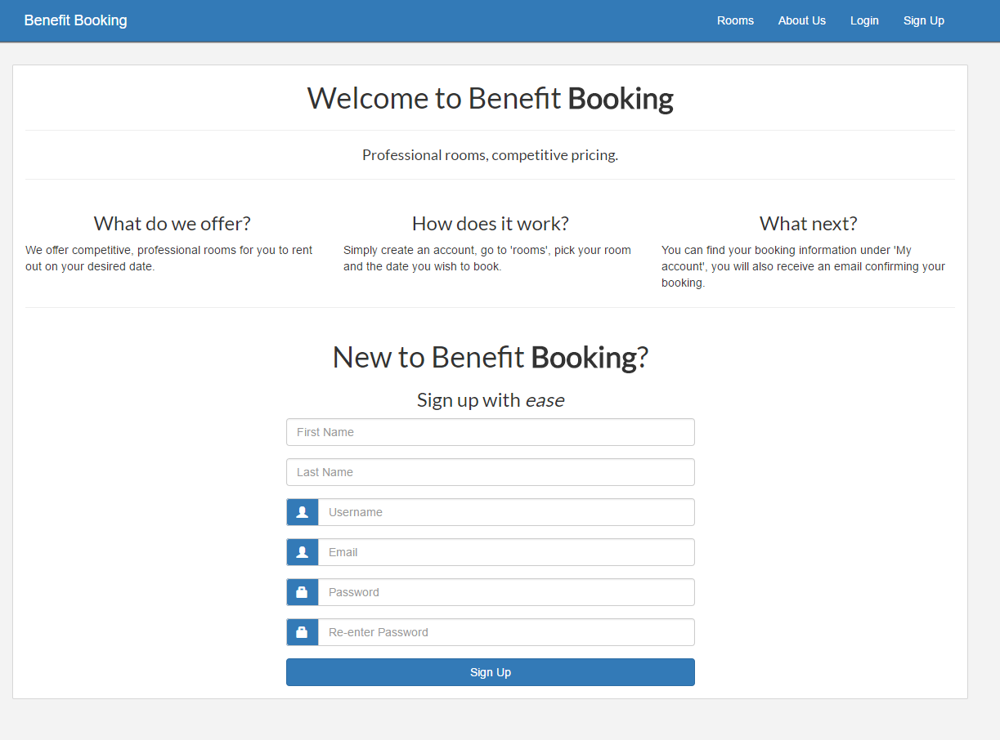 Benefit Booking
Rooms
About Us
Login
Sign Up
Welcome to Benefit Booking
Professional rooms, competitive pricing.
What do we offer?
We offer competitive, professional rooms for you to rent
out on your desired date.
How does it work?
Simply create an account, go to 'rooms', pick your room
and the date you wish to book.
What next?
You can find your booking information under 'My
account', you will also receive an email confirming your
booking.
New to Benefit Booking?
Sign up with ease
First Name
Last Name
Username
Email
Password
Re-enter Password
Sign Up